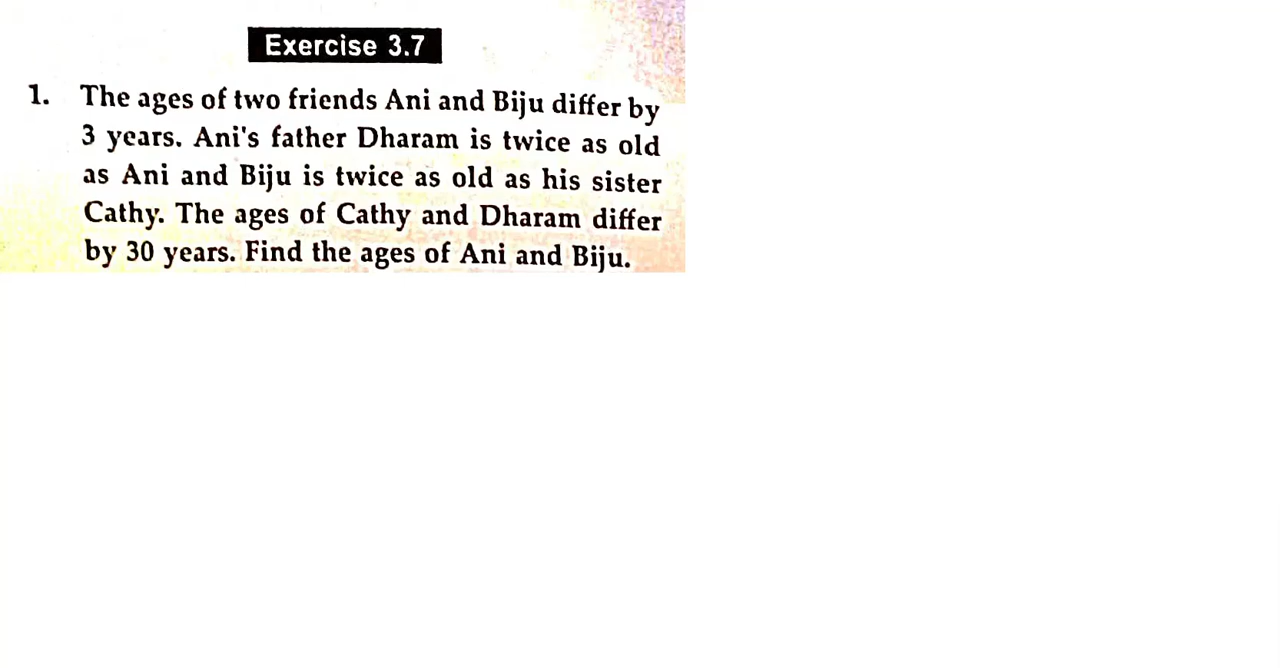 Exercise 3.7
1. The ages of two friends Ani and Biju differ by
3 years. Ani's father Dharam is twice as old
as Ani and Biju is twice as old as his sister
Cathy. The ages of Cathy and Dharam differ
by 30 years. Find the ages of Ani and Biju.